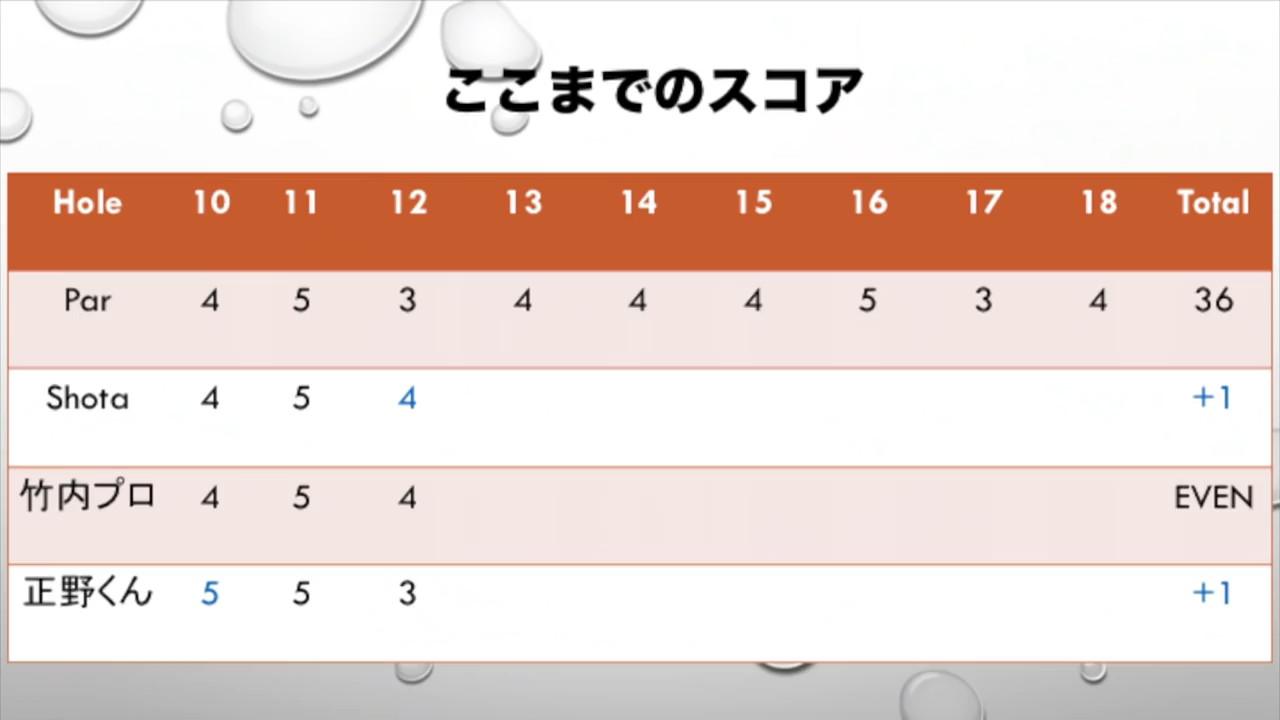 ここまでのスコア
Hole 10 11 12 13 14 15 16 17 18 Total
Par 4 5 3 4 4 4 5 3 4 36
Shota 4 5 4 +1
竹内プロ 4 5 4 EVEN
正野くん 5 5 3 +1